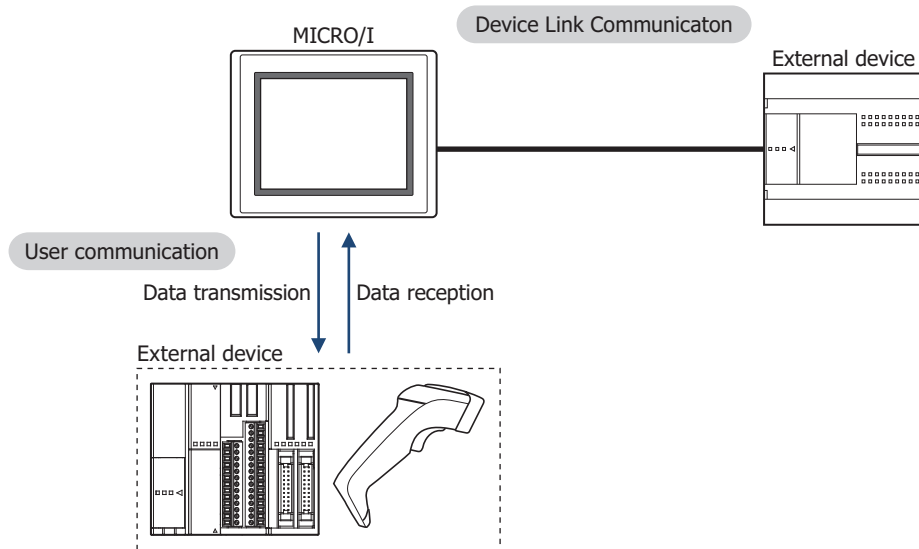 Device Link Communicaton
MICRO/I
External device
User communication
Data transmission
Data reception
External device